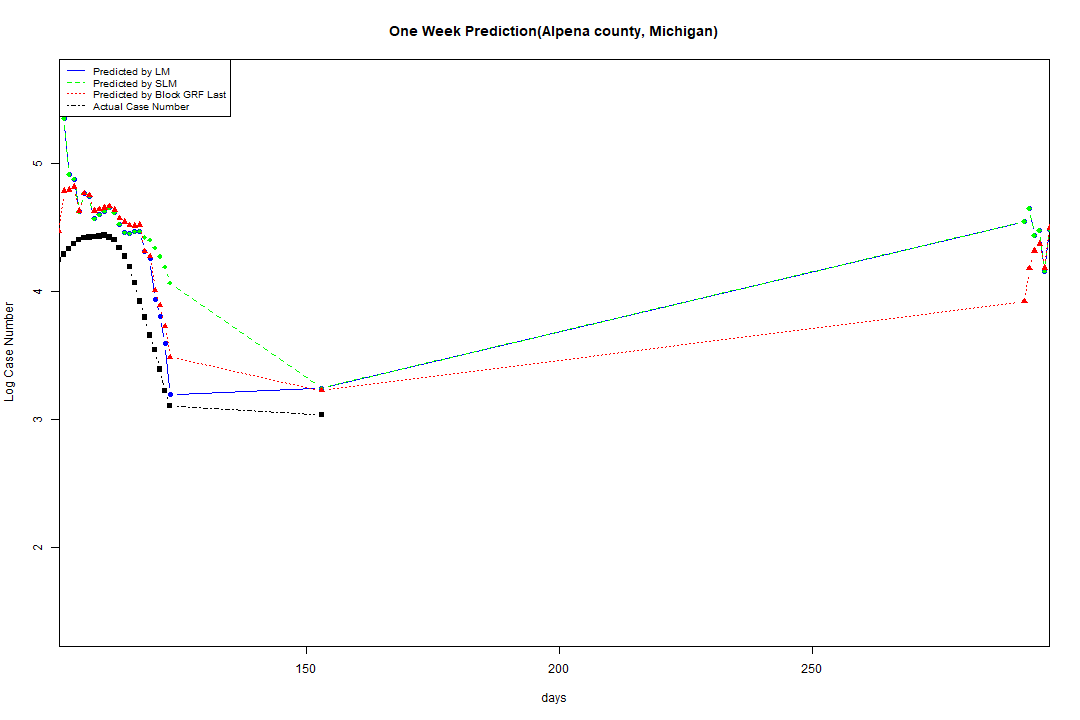 One Week Prediction(Alpena county, Michigan)
Predicted by LM
Predicted by SLM
Predicted by Block GRF Last
Actual Case Number
5
4
3
2
Log Case Number
150 200 250
days